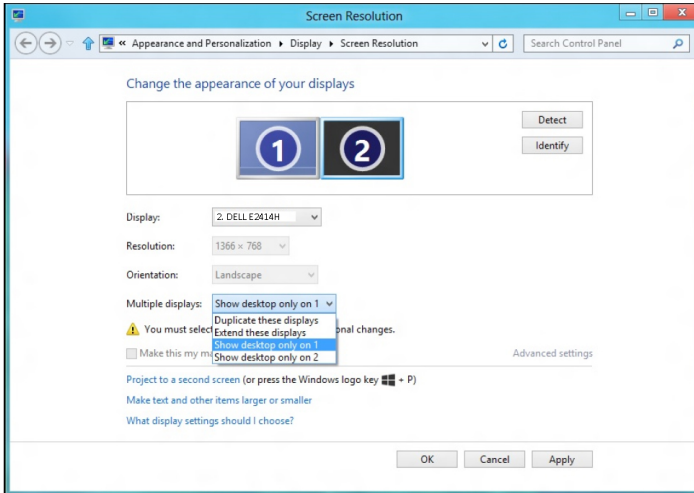 Screen Resolution
« Appearance and Personalization ▸ Display ▸ Screen Resolution
Search Control Panel
Change the appearance of your displays
1 2
Detect
Identify
Display: 2. DELL E2414H
Resolution: 1366 × 768
Orientation: Landscape
Multiple displays: Show desktop only on 1
Duplicate these displays
You must onal changes.
Extend these displays
Show desktop only on 1
Make this my Advanced settings
Show desktop only on 2
Project to a second screen (or press the Windows logo key + P)
Make text and other items larger or smaller
What display settings should I choose?
OK Cancel Apply